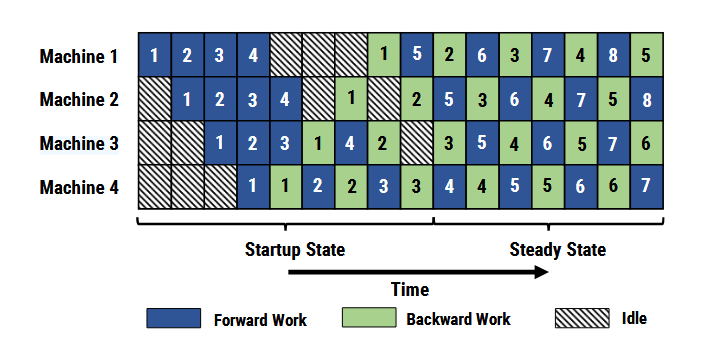 Machine 1 1 2 3 4 1 5 2 6 3 7 4 8 5
Machine 2 1 2 3 4 1 2 5 3 6 4 7 5 8
Machine 3 1 2 3 1 4 2 3 5 4 6 5 7 6
Machine 4 1 1 2 2 3 3 4 4 5 5 6 6 7
Startup State Steady State
Time
Forward Work Backward Work Idle